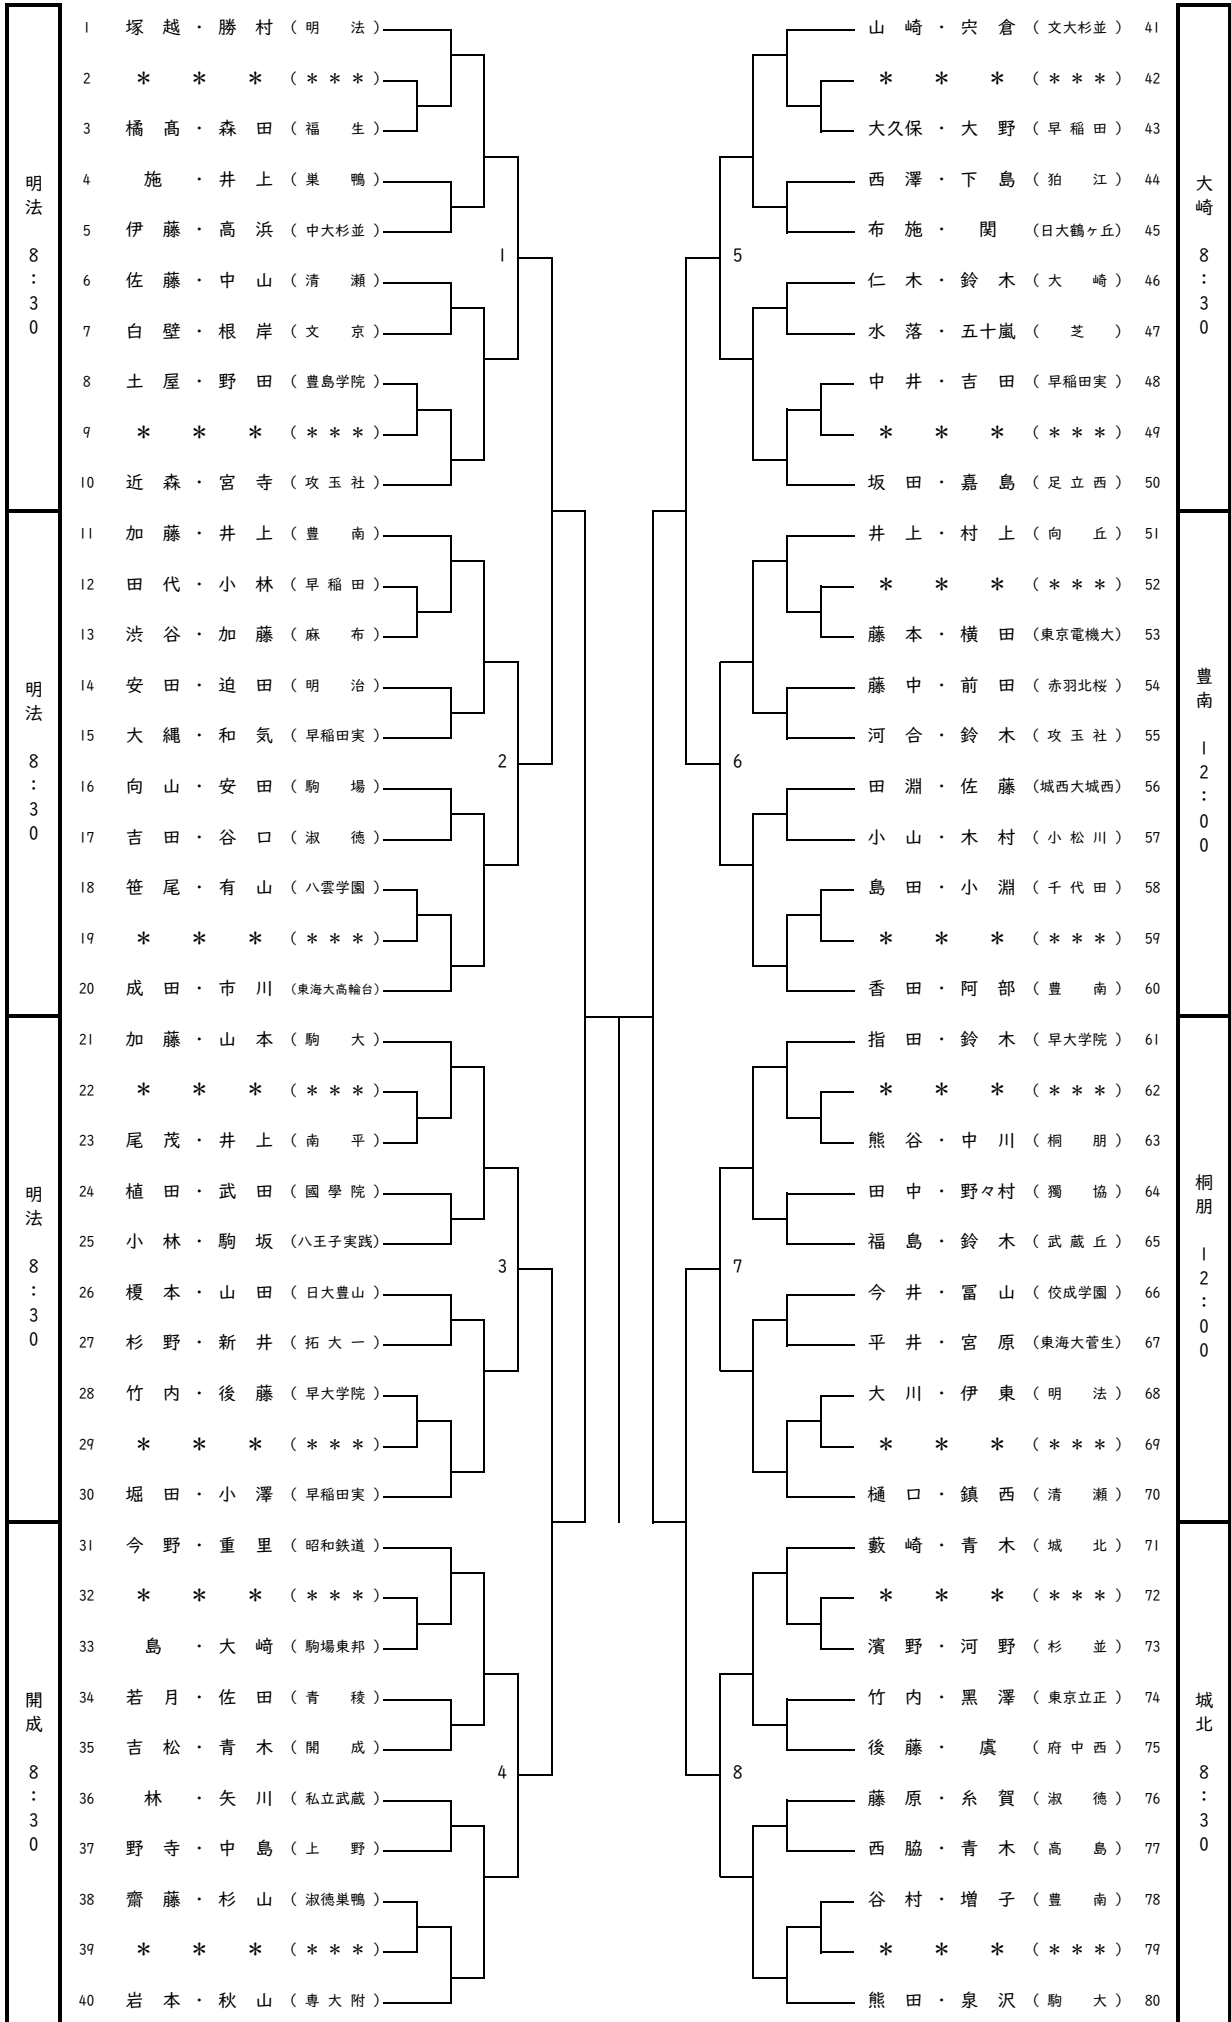 明法 8:30
1 塚越・勝村（明法）
2 ＊＊＊（＊＊＊）
3 橘髙・森田（福生）
4 施・井上（巣鴨）
5 伊藤・高浜（中大杉並）
6 佐藤・中山（清瀬）
7 白壁・根岸（文京）
8 土屋・野田（豊島学院）
9 ＊＊＊（＊＊＊）
10 近森・宮寺（攻玉社）
1
明法 8:30
11 加藤・井上（豊南）
12 田代・小林（早稲田）
13 渋谷・加藤（麻布）
14 安田・迫田（明治）
15 大縄・和気（早稲田実）
16 向山・安田（駒場）
17 吉田・谷口（淑徳）
18 笹尾・有山（八雲学園）
19 ＊＊＊（＊＊＊）
20 成田・市川（東海大高輪台）
2
明法 8:30
21 加藤・山本（駒大）
22 ＊＊＊（＊＊＊）
23 尾茂・井上（南平）
24 植田・武田（國學院）
25 小林・駒坂（八王子実践）
26 榎本・山田（日大豊山）
27 杉野・新井（拓大一）
28 竹内・後藤（早大学院）
29 ＊＊＊（＊＊＊）
30 堀田・小澤（早稲田実）
3
開成 8:30
31 今野・重里（昭和鉄道）
32 ＊＊＊（＊＊＊）
33 島・大﨑（駒場東邦）
34 若月・佐田（青稜）
35 吉松・青木（開成）
36 林・矢川（私立武蔵）
37 野寺・中島（上野）
38 齋藤・杉山（淑徳巣鴨）
39 ＊＊＊（＊＊＊）
40 岩本・秋山（専大附）
4
大崎 8:30
山崎・宍倉（文大杉並）41
＊＊＊（＊＊＊）42
大久保・大野（早稲田）43
西澤・下島（狛江）44
布施・関（日大鶴ヶ丘）45
仁木・鈴木（大崎）46
水落・五十嵐（芝）47
中井・吉田（早稲田実）48
＊＊＊（＊＊＊）49
坂田・嘉島（足立西）50
5
豊南 12:00
井上・村上（向丘）51
＊＊＊（＊＊＊）52
藤本・横田（東京電機大）53
藤中・前田（赤羽北桜）54
河合・鈴木（攻玉社）55
田淵・佐藤（城西大城西）56
小山・木村（小松川）57
島田・小淵（千代田）58
＊＊＊（＊＊＊）59
香田・阿部（豊南）60
6
桐朋 12:00
指田・鈴木（早大学院）61
＊＊＊（＊＊＊）62
熊谷・中川（桐朋）63
田中・野々村（獨協）64
福島・鈴木（武蔵丘）65
今井・冨山（佼成学園）66
平井・宮原（東海大菅生）67
大川・伊東（明法）68
＊＊＊（＊＊＊）69
樋口・鎮西（清瀬）70
7
城北 8:30
藪崎・青木（城北）71
＊＊＊（＊＊＊）72
濱野・河野（杉並）73
竹内・黒澤（東京立正）74
後藤・虞（府中西）75
藤原・糸賀（淑徳）76
西脇・青木（高島）77
谷村・増子（豊南）78
＊＊＊（＊＊＊）79
熊田・泉沢（駒大）80
8